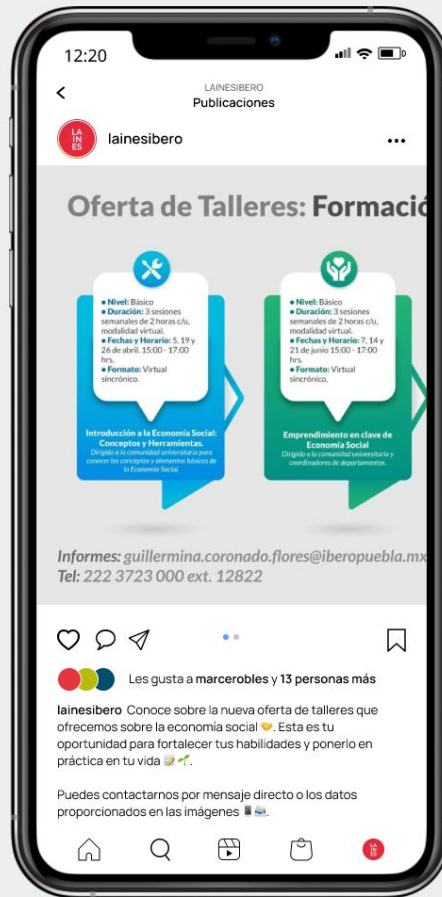 12:20
LAINESIBERO
Publicaciones
LA
IN
ES
lainesibero
Oferta de Talleres: Formació
• Nivel: Básico
• Duración: 3 sesiones
semanales de 2 horas c/u,
modalidad virtual.
• Fechas y Horario: 5, 19 y
26 de abril. 15:00 - 17:00
hrs.
• Formato: Virtual
sincrónico.
Introducción a la Economía Social:
Conceptos y Herramientas.
Dirigido a la comunidad universitaria para
conocer los conceptos y elementos básicos de
la Economía Social.
• Nivel: Básico
• Duración: 3 sesiones
semanales de 2 horas c/u,
modalidad virtual.
• Fechas y Horario: 7, 14 y
21 de junio 15:00 - 17:00
hrs.
• Formato: Virtual
sincrónico.
Emprendimiento en clave de
Economía Social
Dirigido a la comunidad universitaria y
coordinadores de departamentos.
Informes: guillermina.coronado.flores@iberopuebla.mx
Tel: 222 3723 000 ext. 12822
Les gusta a marcerobles y 13 personas más
lainesibero Conoce sobre la nueva oferta de talleres que
ofrecemos sobre la economía social 🤝. Esta es tu
oportunidad para fortalecer tus habilidades y ponerlo en
práctica en tu vida 📝🌱.
Puedes contactarnos por mensaje directo o los datos
proporcionados en las imágenes 📱📨.
LA
IN
ES